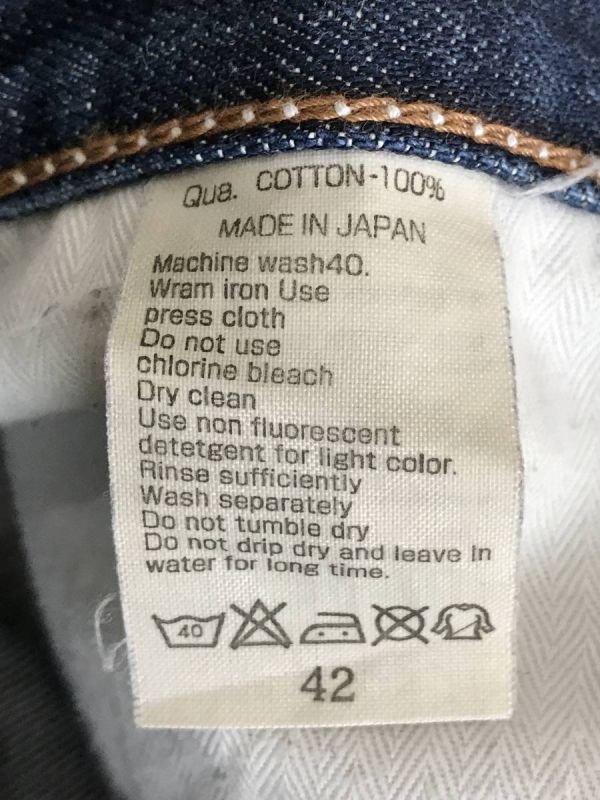 Qua. COTTON-100%
MADE IN JAPAN
Machine wash40.
Wram iron Use
press cloth
Do not use
chlorine bleach
Dry clean
Use non fluorescent
detetgent for light color.
Rinse sufficiently
Wash separately
Do not tumble dry
Do not drip dry and leave in
water for long time.
40
42